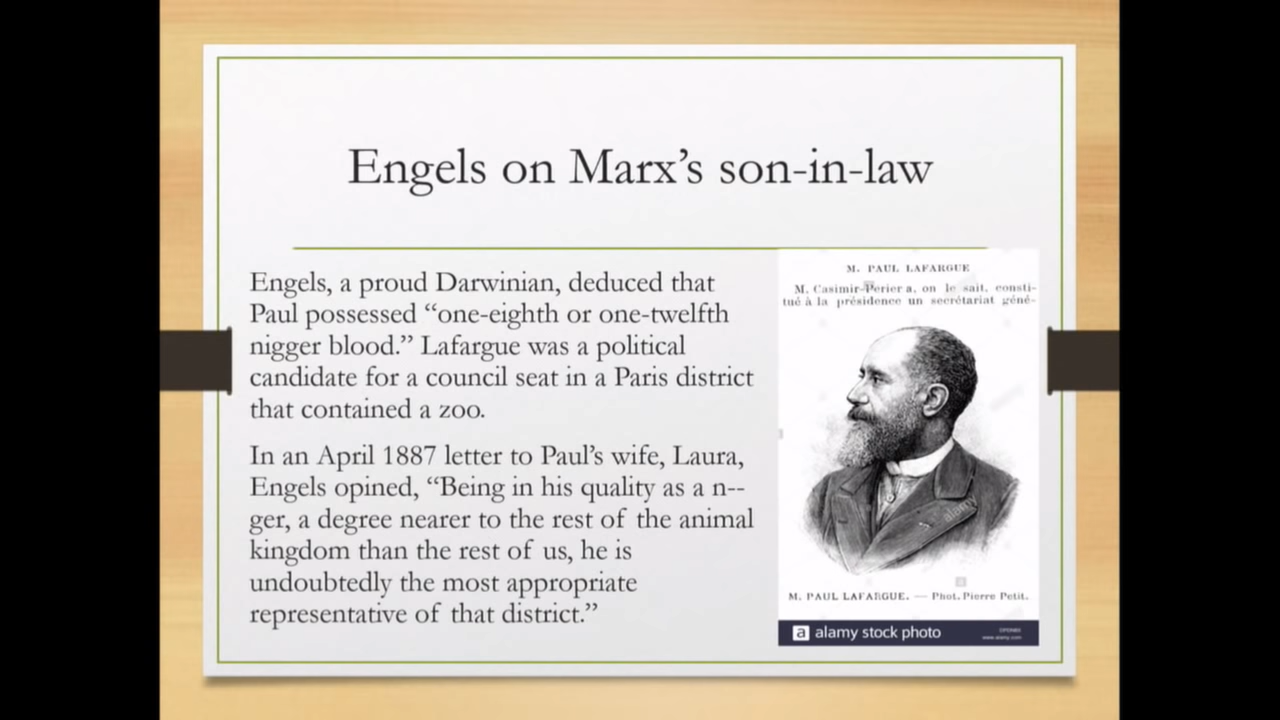 Engels on Marx's son-in-law
Engels, a proud Darwinian, deduced that
Paul possessed “one-eighth or one-twelfth
nigger blood.” Lafargue was a political
candidate for a council seat in a Paris district
that contained a zoo.
In an April 1887 letter to Paul's wife, Laura,
Engels opined, “Being in his quality as a n--
ger, a degree nearer to the rest of the animal
kingdom than the rest of us, he is
undoubtedly the most appropriate
representative of that district.”
M. PAUL LAFARGUE
M. Casimir-Perier a, on le sait, consti-
tué à la présidence un secrétariat géné-
alamy
a
M. PAUL LAFARGUE. — Phot. Pierre Petit.
a alamy stock photo
www.alamy.com